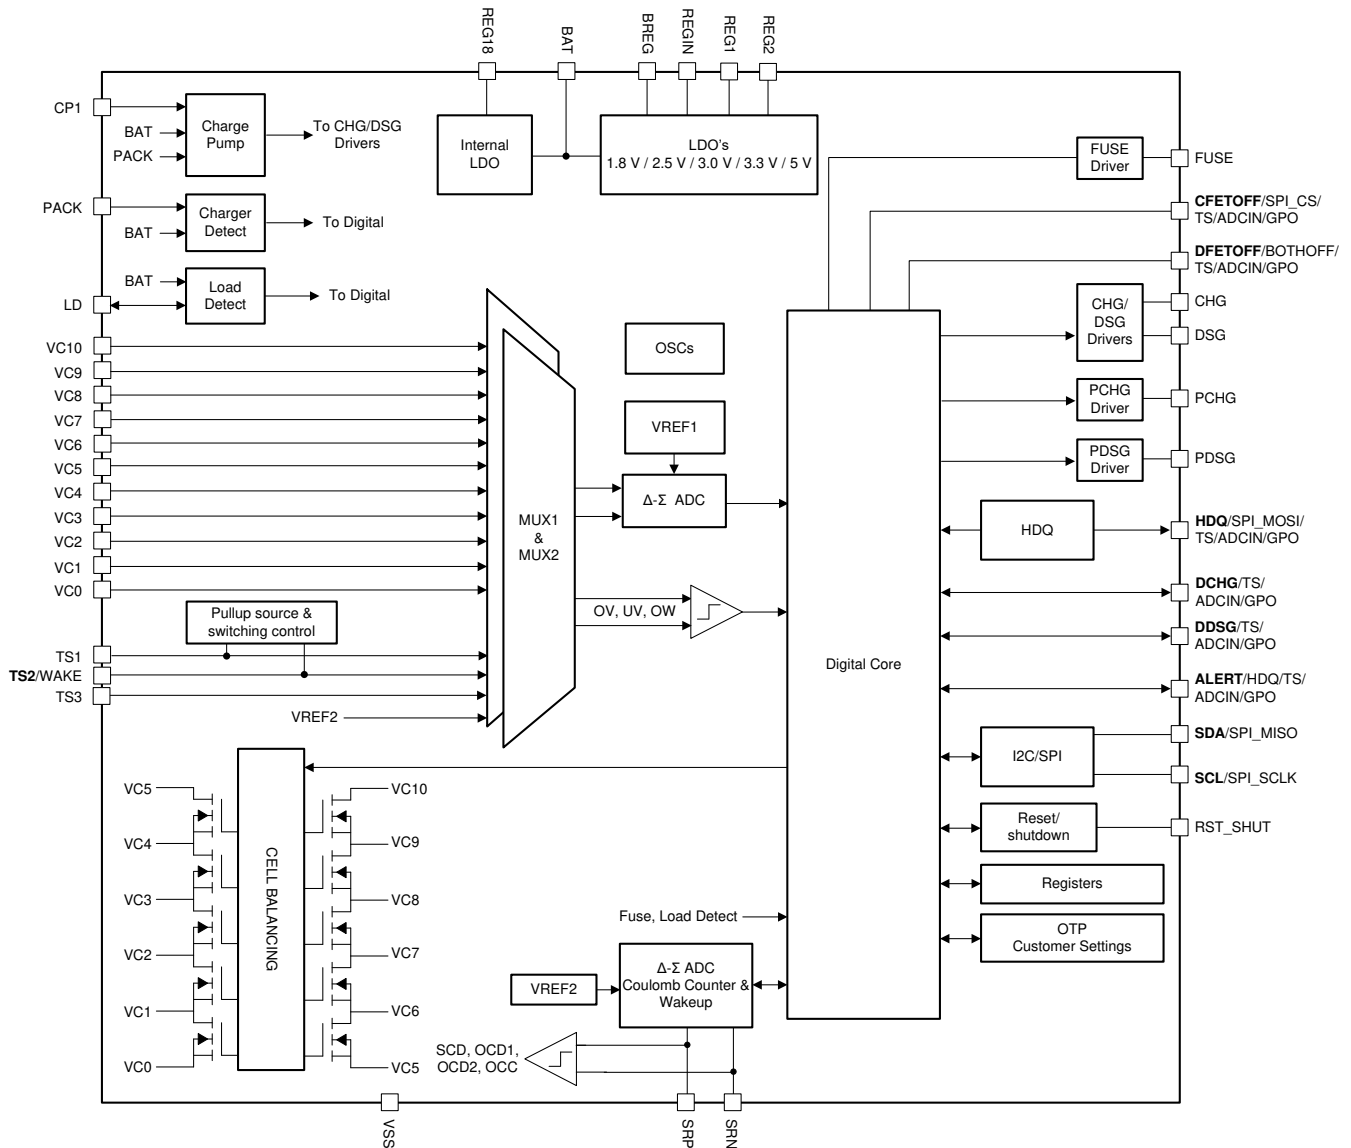 REG18
BAT
BREG
REGIN
REG1
REG2
CP1
BAT
PACK
Charge
Pump
To CHG/DSG
Drivers
Internal
LDO
LDO's
1.8 V / 2.5 V / 3.0 V / 3.3 V / 5 V
FUSE
Driver
FUSE
PACK
BAT
Charger
Detect
To Digital
CFETOFF/SPI_CS/
TS/ADCIN/GPO
DFETOFF/BOTHOFF/
TS/ADCIN/GPO
BAT
LD
Load
Detect
To Digital
CHG/
DSG
Drivers
CHG
DSG
VC10
VC9
VC8
VC7
VC6
VC5
VC4
VC3
VC2
VC1
VC0
OSCs
VREF1
Δ-Σ ADC
MUX1
&
MUX2
OV, UV, OW
PCHG
Driver
PCHG
PDSG
Driver
PDSG
HDQ
HDQ/SPI_MOSI/
TS/ADCIN/GPO
DCHG/TS/
ADCIN/GPO
DDSG/TS/
ADCIN/GPO
ALERT/HDQ/TS/
ADCIN/GPO
Pullup source &
switching control
TS1
TS2/WAKE
TS3
VREF2
Digital Core
I2C/SPI
SDA/SPI_MISO
SCL/SPI_SCLK
Reset/
shutdown
RST_SHUT
Registers
OTP
Customer Settings
VC5
VC4
VC3
VC2
VC1
VC0
CELL BALANCING
VC10
VC9
VC8
VC7
VC6
VC5
Fuse, Load Detect
VREF2
Δ-Σ ADC
Coulomb Counter &
Wakeup
SCD, OCD1,
OCD2, OCC
VSS
SRP
SRN